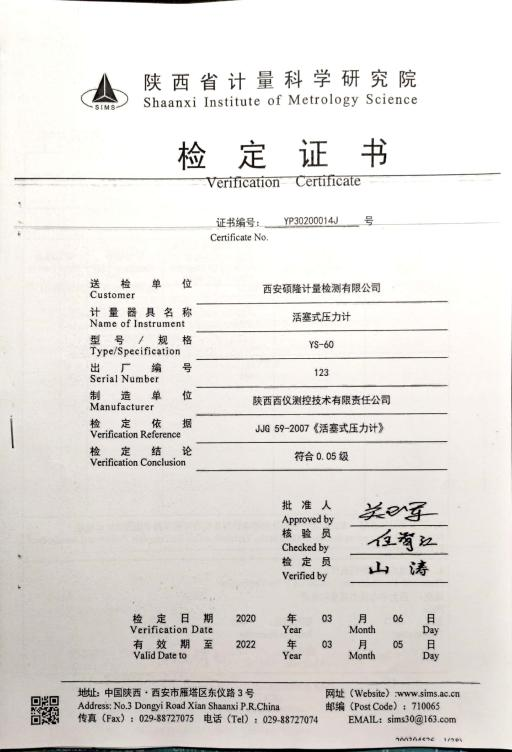 陕西省计量科学研究院
SIMS
Shaanxi Institute of Metrology Science
检定证书
Verification Certificate
证书编号: YP30200014J 号
Certificate No.
送检单位 西安硕隆计量检测有限公司
Customer
计量器具名称 活塞式压力计
Name of Instrument
型号/规格 YS-60
Type/Specification
出厂编号 123
Serial Number
制造单位 陕西西仪测控技术有限责任公司
Manufacturer
检定依据 JJG 59-2007《活塞式压力计》
Verification Reference
检定结论 符合 0.05 级
Verification Conclusion
批准人
Approved by
核验员
Checked by
检定员 山涛
Verified by
检定日期 2020 年 03 月 06 日
Verification Date Year Month Day
有效期至 2022 年 03 月 05 日
Valid Date to Year Month Day
地址: 中国陕西·西安市雁塔区东仪路 3 号 网址 (Website) :www.sims.ac.cn
Address: No.3 Dongyi Road Xian Shaanxi P.R.China 邮编 (Post Code) : 710065
传真 (Fax) : 029-88727075 电话 (Tel) : 029-88727074 EMAIL: sims30@163.com